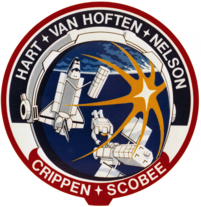 HART ✦ VAN HOFTEN ✦ NELSON
CRIPPEN ✦ SCOBEE